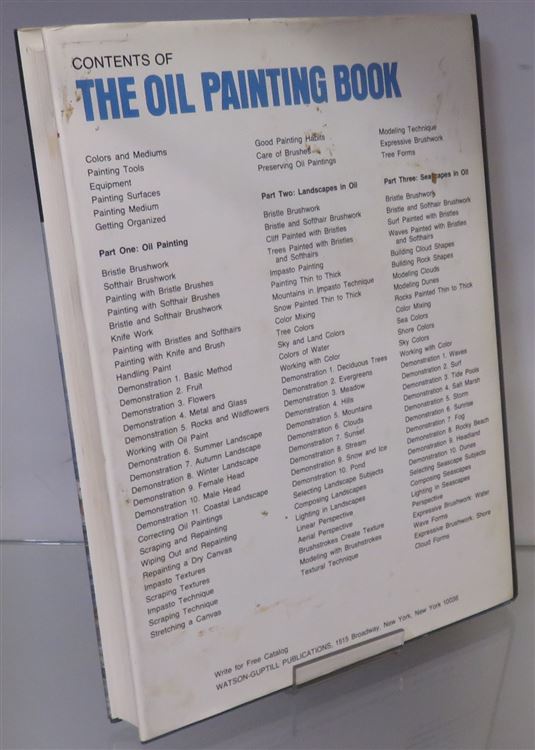 CONTENTS OF
THE OIL PAINTING BOOK
Colors and Mediums
Painting Tools
Equipment
Painting Surfaces
Painting Medium
Getting Organized
Part One: Oil Painting
Bristle Brushwork
Softhair Brushwork
Painting with Bristle Brushes
Painting with Softhair Brushes
Bristle and Softhair Brushwork
Knife Work
Painting with Bristles and Softhairs
Painting with Knife and Brush
Handling Paint
Demonstration 1. Basic Method
Demonstration 2. Fruit
Demonstration 3. Flowers
Demonstration 4. Metal and Glass
Demonstration 5. Rocks and Wildflowers
Working with Oil Paint
Demonstration 6. Summer Landscape
Demonstration 7. Autumn Landscape
Demonstration 8. Winter Landscape
Demonstration 9. Female Head
Demonstration 10. Male Head
Demonstration 11. Coastal Landscape
Correcting Oil Paintings
Scraping and Repainting
Wiping Out and Repainting
Repainting a Dry Canvas
Impasto Textures
Scraping Textures
Impasto Technique
Scraping Technique
Stretching a Canvas
Good Painting Habits
Care of Brushes
Preserving Oil Paintings
Part Two: Landscapes in Oil
Bristle Brushwork
Bristle and Softhair Brushwork
Cliff Painted with Bristles
Trees Painted with Bristles
and Softhairs
Impasto Painting
Painting Thin to Thick
Mountains in Impasto Technique
Snow Painted Thin to Thick
Color Mixing
Tree Colors
Sky and Land Colors
Colors of Water
Working with Color
Demonstration 1. Deciduous Trees
Demonstration 2. Evergreens
Demonstration 3. Meadow
Demonstration 4. Hills
Demonstration 5. Mountains
Demonstration 6. Clouds
Demonstration 7. Sunset
Demonstration 8. Stream
Demonstration 9. Snow and Ice
Demonstration 10. Pond
Selecting Landscape Subjects
Composing Landscapes
Lighting in Landscapes
Linear Perspective
Aerial Perspective
Brushstrokes Create Texture
Modeling with Brushstrokes
Textural Technique
Modeling Technique
Expressive Brushwork
Tree Forms
Part Three: Seascapes in Oil
Bristle Brushwork
Bristle and Softhair Brushwork
Surf Painted with Bristles
Waves Painted with Bristles
and Softhairs
Building Cloud Shapes
Building Rock Shapes
Modeling Clouds
Modeling Dunes
Rocks Painted Thin to Thick
Color Mixing
Sea Colors
Shore Colors
Sky Colors
Working with Color
Demonstration 1. Waves
Demonstration 2. Surf
Demonstration 3. Tide Pools
Demonstration 4. Salt Marsh
Demonstration 5. Storm
Demonstration 6. Sunrise
Demonstration 7. Fog
Demonstration 8. Rocky Beach
Demonstration 9. Headland
Demonstration 10. Dunes
Selecting Seascape Subjects
Composing Seascapes
Lighting in Seascapes
Perspective
Expressive Brushwork: Water
Wave Forms
Expressive Brushwork: Shore
Cloud Forms
Write for Free Catalog
WATSON-GUPTILL PUBLICATIONS, 1515 Broadway, New York, New York 10036